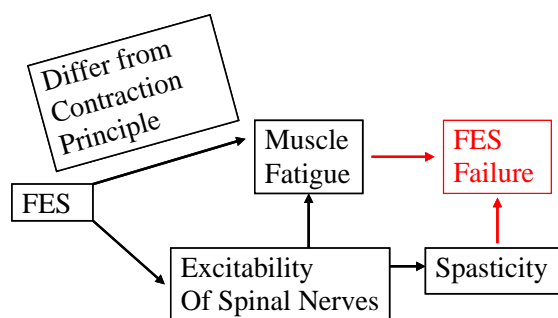 Differ from
Contraction
Principle
Muscle
Fatigue
FES
Failure
FES
Excitability
Of Spinal Nerves
Spasticity